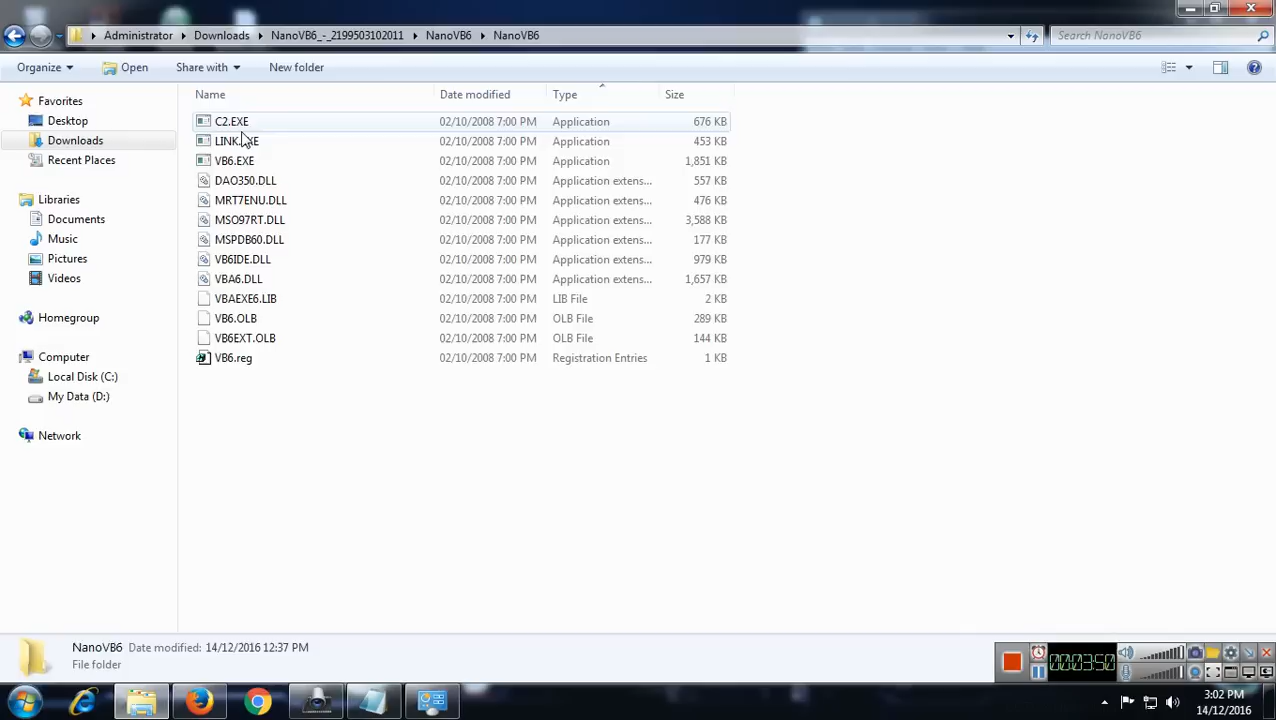 Administrator Downloads NanoVB6_-_2199503102011 NanoVB6 NanoVB6 Search NanoVB6
Organize Open Share with New folder
Name Date modified Type Size
Favorites
Desktop
Downloads
Recent Places
Libraries
Documents
Music
Pictures
Videos
Homegroup
Computer
Local Disk (C:)
My Data (D:)
Network
C2.EXE 02/10/2008 7:00 PM Application 676 KB
LINK.EXE 02/10/2008 7:00 PM Application 453 KB
VB6.EXE 02/10/2008 7:00 PM Application 1,851 KB
DAO350.DLL 02/10/2008 7:00 PM Application extens... 557 KB
MRT7ENU.DLL 02/10/2008 7:00 PM Application extens... 476 KB
MSO97RT.DLL 02/10/2008 7:00 PM Application extens... 3,588 KB
MSPDB60.DLL 02/10/2008 7:00 PM Application extens... 177 KB
VB6IDE.DLL 02/10/2008 7:00 PM Application extens... 979 KB
VBA6.DLL 02/10/2008 7:00 PM Application extens... 1,657 KB
VBAEXE6.LIB 02/10/2008 7:00 PM LIB File 2 KB
VB6.OLB 02/10/2008 7:00 PM OLB File 289 KB
VB6EXT.OLB 02/10/2008 7:00 PM OLB File 144 KB
VB6.reg 02/10/2008 7:00 PM Registration Entries 1 KB
NanoVB6 Date modified: 14/12/2016 12:37 PM
File folder
00:03:50
3:02 PM
14/12/2016